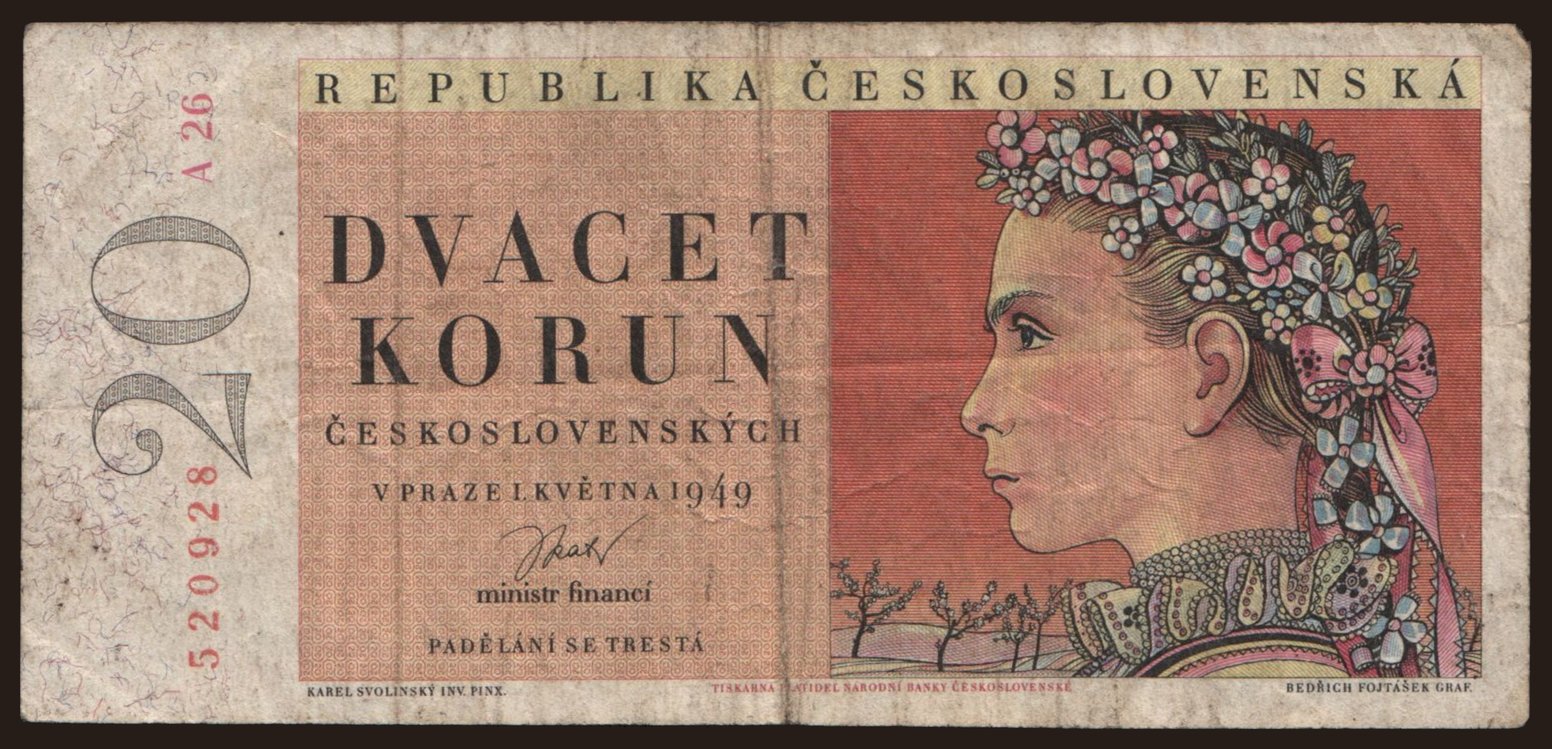 REPUBLIKA ČESKOSLOVENSKÁ
A 26
20
520928
DVACET
KORUN
ČESKOSLOVENSKÝCH
V PRAZE 1. KVĚTNA 1949
ministr financí
PADĚLÁNÍ SE TRESTÁ
KAREL SVOLINSKÝ INV. PINX.
TISKÁRNA PLATIDEL NÁRODNÍ BANKY ČESKOSLOVENSKÉ
BEDŘICH FOJTÁŠEK GRAF.